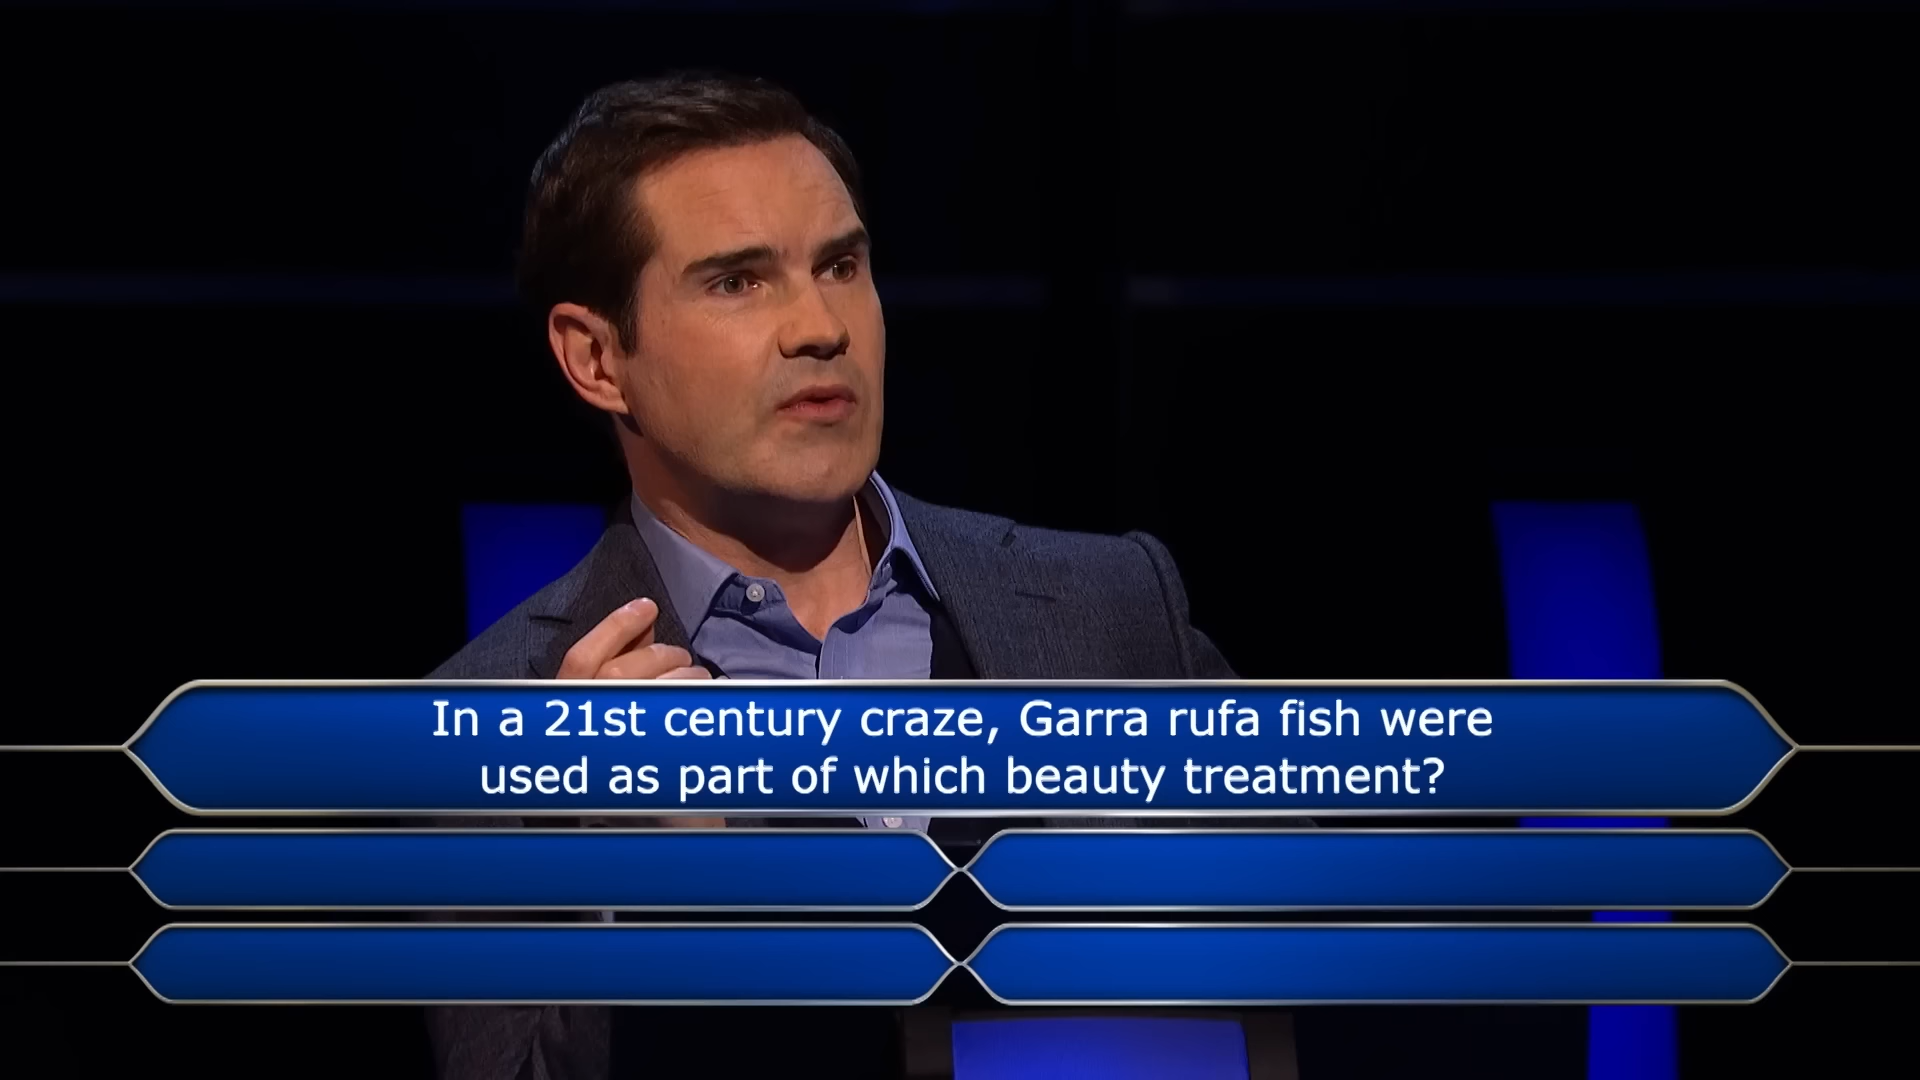 In a 21st century craze, Garra rufa fish were
used as part of which beauty treatment?